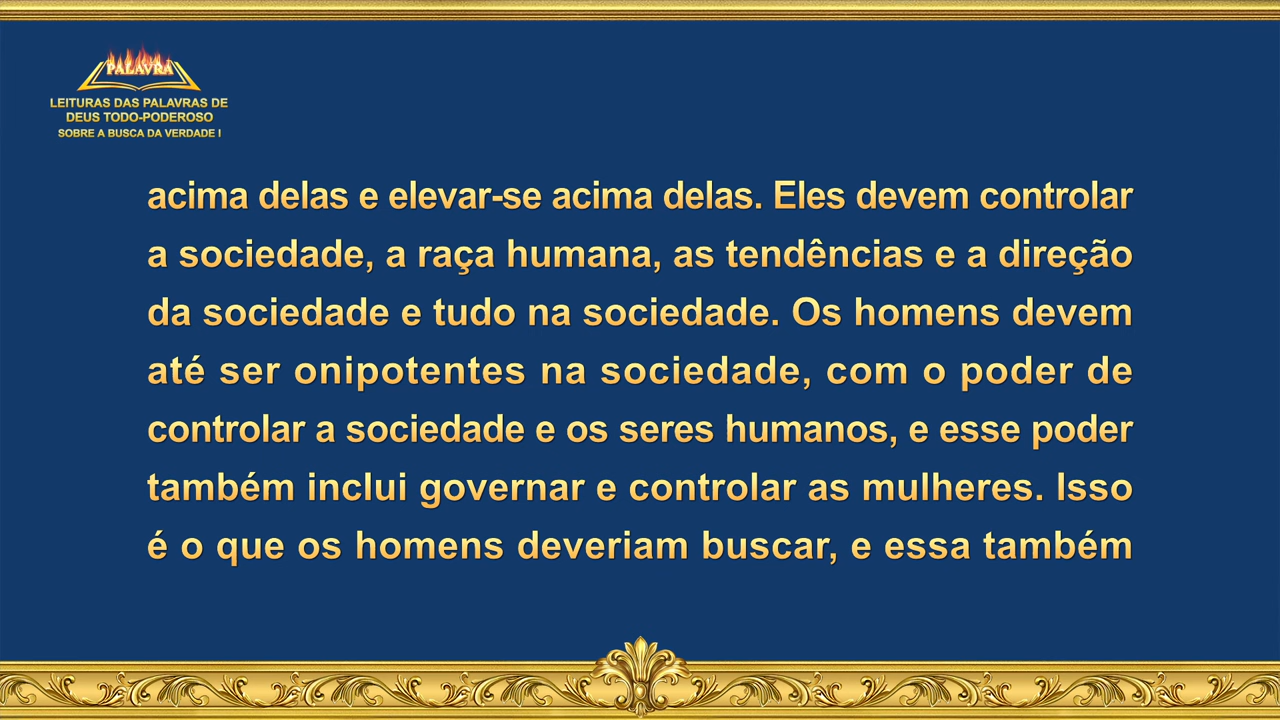 PALAVRA
LEITURAS DAS PALAVRAS DE
DEUS TODO-PODEROSO
SOBRE A BUSCA DA VERDADE I
acima delas e elevar-se acima delas. Eles devem controlar
a sociedade, a raça humana, as tendências e a direção
da sociedade e tudo na sociedade. Os homens devem
até ser onipotentes na sociedade, com o poder de
controlar a sociedade e os seres humanos, e esse poder
também inclui governar e controlar as mulheres. Isso
é o que os homens deveriam buscar, e essa também